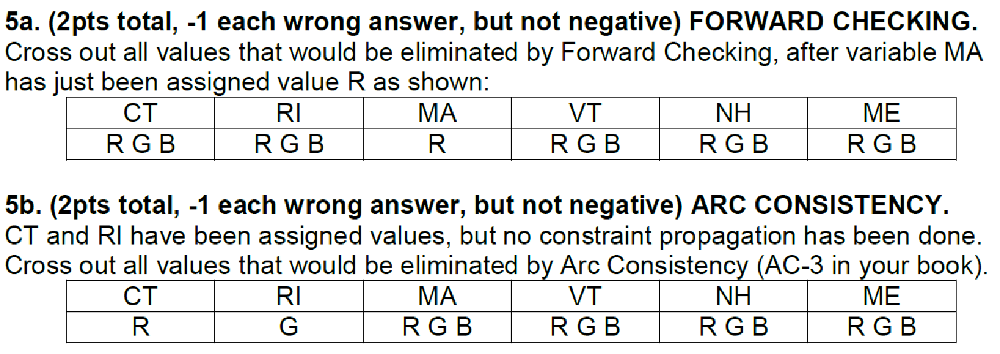 5a. (2pts total, -1 each wrong answer, but not negative) FORWARD CHECKING.
Cross out all values that would be eliminated by Forward Checking, after variable MA
has just been assigned value R as shown:
CT RI MA VT NH ME
R G B R G B R R G B R G B R G B
5b. (2pts total, -1 each wrong answer, but not negative) ARC CONSISTENCY.
CT and RI have been assigned values, but no constraint propagation has been done.
Cross out all values that would be eliminated by Arc Consistency (AC-3 in your book).
CT RI MA VT NH ME
R G R G B R G B R G B R G B